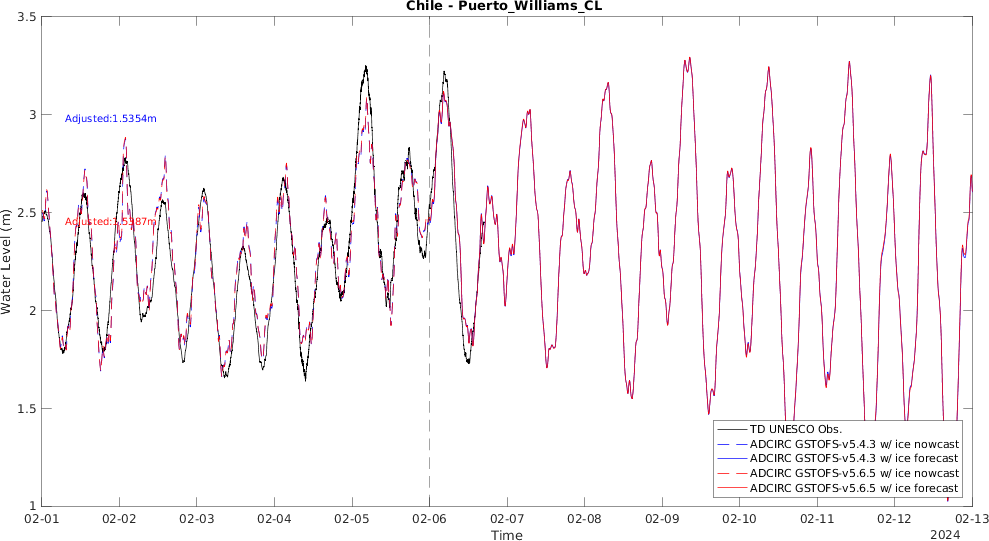 Chile - Puerto_Williams_CL
3.5
3
2.5
2
1.5
1
Water Level (m)
Adjusted:1.5354m
TD UNESCO Obs.
ADCIRC GSTOFS-v5.4.3 w/ ice nowcast
ADCIRC GSTOFS-v5.4.3 w/ ice forecast
ADCIRC GSTOFS-v5.6.5 w/ ice nowcast
ADCIRC GSTOFS-v5.6.5 w/ ice forecast
02-01 02-02 02-03 02-04 02-05 02-06 02-07 02-08 02-09 02-10 02-11 02-12 02-13
Time
2024